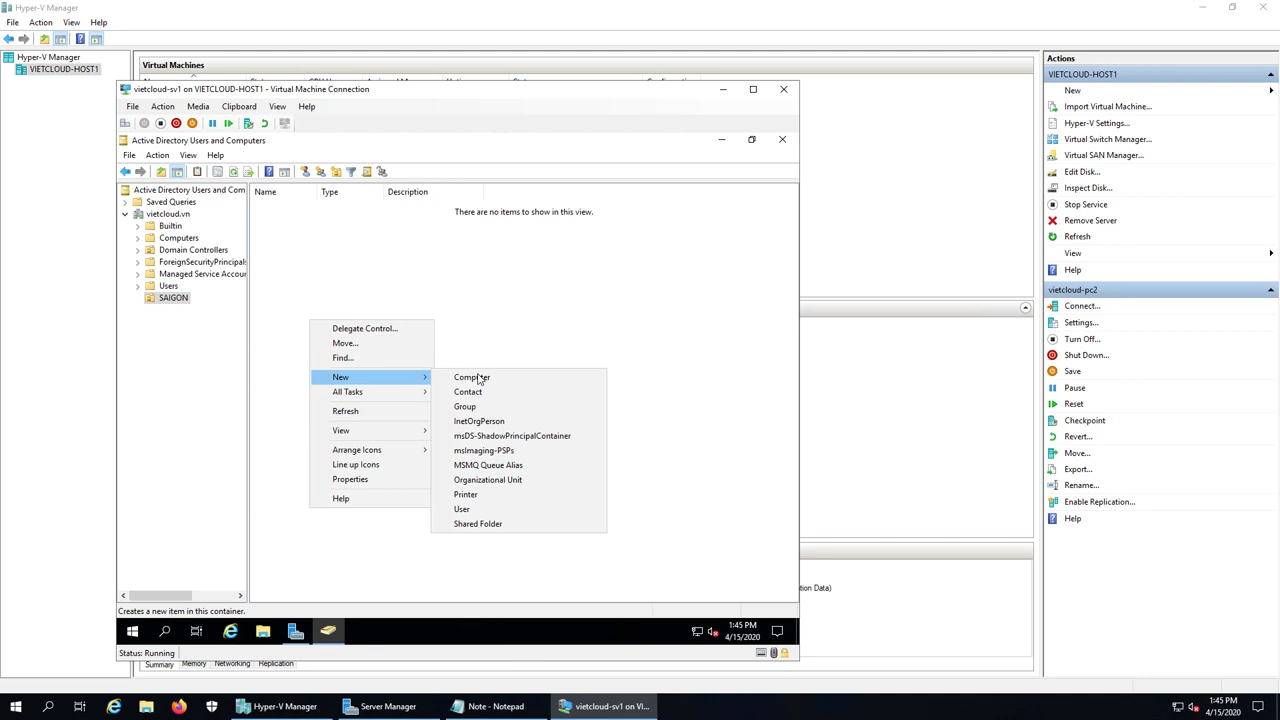 Hyper-V Manager
File Action View Help
Hyper-V Manager
VIETCLOUD-HOST1
Virtual Machines
vietcloud-sv1 on VIETCLOUD-HOST1 - Virtual Machine Connection
File Action Media Clipboard View Help
Active Directory Users and Computers
File Action View Help
Active Directory Users and Com
Saved Queries
vietcloud.vn
Builtin
Computers
Domain Controllers
ForeignSecurityPrincipals
Managed Service Accour
Users
SAIGON
Name Type Description
There are no items to show in this view.
Delegate Control...
Move...
Find...
New
All Tasks
Refresh
View
Arrange Icons
Line up Icons
Properties
Help
Computer
Contact
Group
InetOrgPerson
msDS-ShadowPrincipalContainer
msImaging-PSPs
MSMQ Queue Alias
Organizational Unit
Printer
User
Shared Folder
Creates a new item in this container.
1:45 PM
4/15/2020
Status: Running
Summary Memory Networking Replication
tion Data)
Actions
VIETCLOUD-HOST1
New
Import Virtual Machine...
Hyper-V Settings...
Virtual Switch Manager...
Virtual SAN Manager...
Edit Disk...
Inspect Disk...
Stop Service
Remove Server
Refresh
View
Help
vietcloud-pc2
Connect...
Settings...
Turn Off...
Shut Down...
Save
Pause
Reset
Checkpoint
Revert...
Move...
Export...
Rename...
Enable Replication...
Help
Hyper-V Manager
Server Manager
Note - Notepad
vietcloud-sv1 on VI...
1:45 PM
4/15/2020